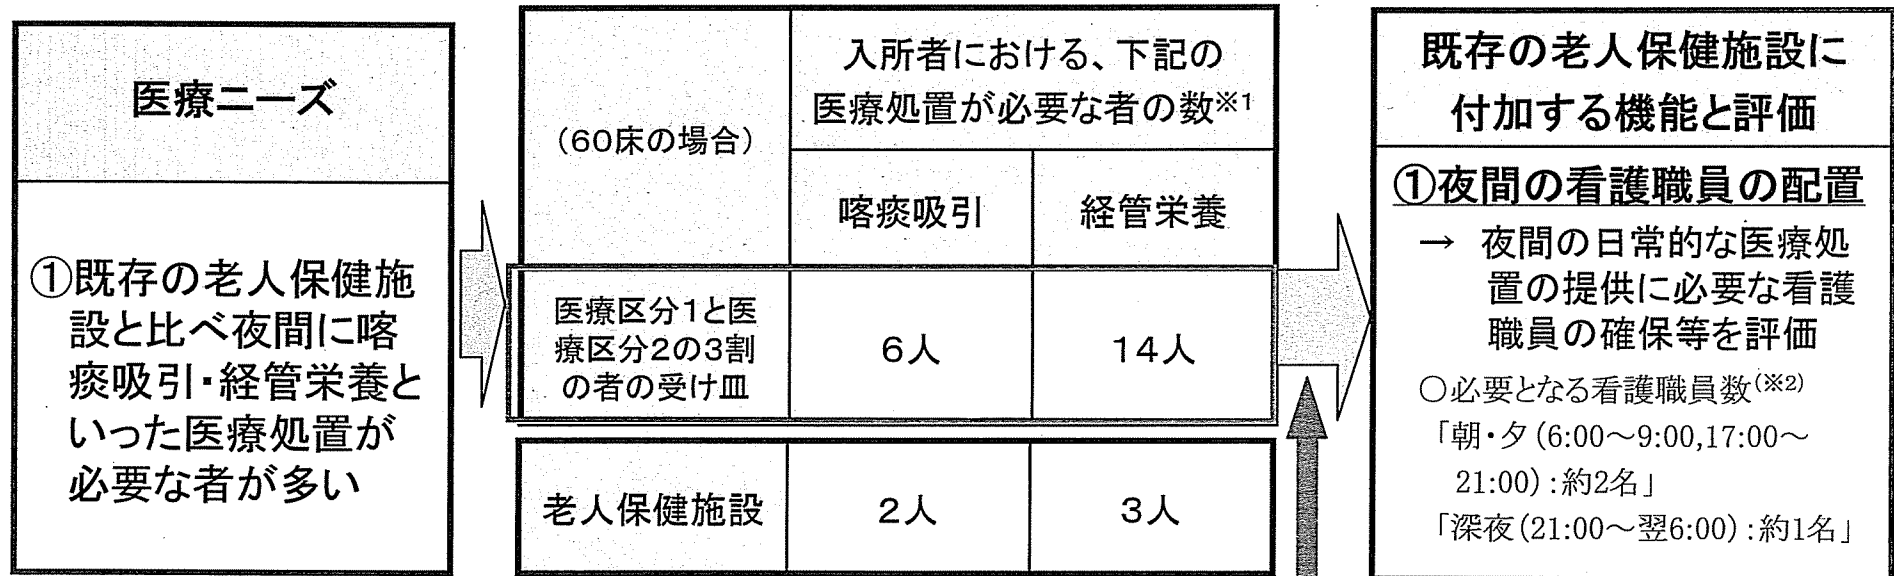 医療ニーズ
①既存の老人保健施
設と比べ夜間に喀
痰吸引・経管栄養と
いった医療処置が
必要な者が多い
(60床の場合)
入所者における、下記の
医療処置が必要な者の数※1
喀痰吸引
経管栄養
医療区分1と医
療区分2の3割
の者の受け皿
6人
14人
老人保健施設
2人
3人
既存の老人保健施設に
付加する機能と評価
①夜間の看護職員の配置
→ 夜間の日常的な医療処
置の提供に必要な看護
職員の確保等を評価
○必要となる看護職員数(※2)
「朝・夕(6:00～9:00,17:00～
21:00):約2名」
「深夜(21:00～翌6:00):約1名」